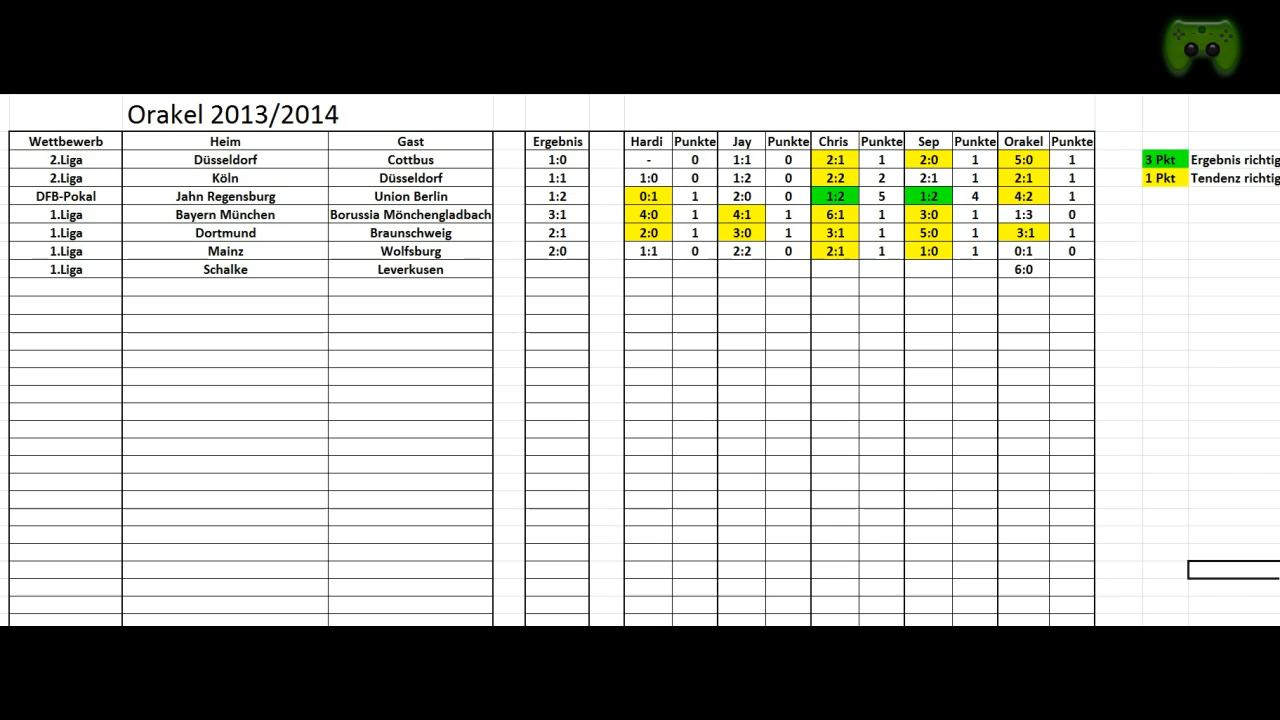 Orakel 2013/2014
Wettbewerb Heim Gast Ergebnis Hardi Punkte Jay Punkte Chris Punkte Sep Punkte Orakel Punkte
2.Liga Düsseldorf Cottbus 1:0 - 0 1:1 0 2:1 1 2:0 1 5:0 1 3 Pkt Ergebnis richtig
2.Liga Köln Düsseldorf 1:1 1:0 0 1:2 0 2:2 2 2:1 1 2:1 1 1 Pkt Tendenz richtig
DFB-Pokal Jahn Regensburg Union Berlin 1:2 0:1 1 2:0 0 1:2 5 1:2 4 4:2 1
1.Liga Bayern München Borussia Mönchengladbach 3:1 4:0 1 4:1 1 6:1 1 3:0 1 1:3 0
1.Liga Dortmund Braunschweig 2:1 2:0 1 3:0 1 3:1 1 5:0 1 3:1 1
1.Liga Mainz Wolfsburg 2:0 1:1 0 2:2 0 2:1 1 1:0 1 0:1 0
1.Liga Schalke Leverkusen 6:0